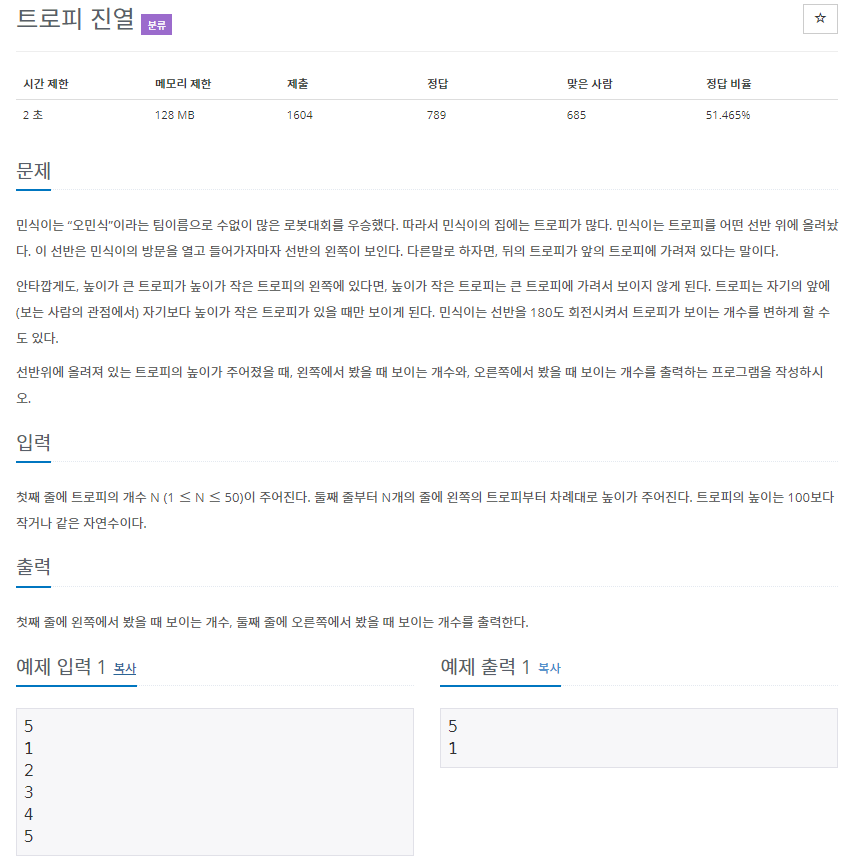 트로피 진열 분류
☆
시간 제한 메모리 제한 제출 정답 맞은 사람 정답 비율
2 초 128 MB 1604 789 685 51.465%
문제
민식이는 “오민식”이라는 팀이름으로 수없이 많은 로봇대회를 우승했다. 따라서 민식이의 집에는 트로피가 많다. 민식이는 트로피를 어떤 선반 위에 올려놨
다. 이 선반은 민식이의 방문을 열고 들어가자마자 선반의 왼쪽이 보인다. 다른말로 하자면, 뒤의 트로피가 앞의 트로피에 가려져 있다는 말이다.
안타깝게도, 높이가 큰 트로피가 높이가 작은 트로피의 왼쪽에 있다면, 높이가 작은 트로피는 큰 트로피에 가려서 보이지 않게 된다. 트로피는 자기의 앞에
(보는 사람의 관점에서) 자기보다 높이가 작은 트로피가 있을 때만 보이게 된다. 민식이는 선반을 180도 회전시켜서 트로피가 보이는 개수를 변하게 할 수
도 있다.
선반위에 올려져 있는 트로피의 높이가 주어졌을 때, 왼쪽에서 봤을 때 보이는 개수와, 오른쪽에서 봤을 때 보이는 개수를 출력하는 프로그램을 작성하시
오.
입력
첫째 줄에 트로피의 개수 N (1 ≤ N ≤ 50)이 주어진다. 둘째 줄부터 N개의 줄에 왼쪽의 트로피부터 차례대로 높이가 주어진다. 트로피의 높이는 100보다
작거나 같은 자연수이다.
출력
첫째 줄에 왼쪽에서 봤을 때 보이는 개수, 둘째 줄에 오른쪽에서 봤을 때 보이는 개수를 출력한다.
예제 입력 1 복사
5
1
2
3
4
5
예제 출력 1 복사
5
1